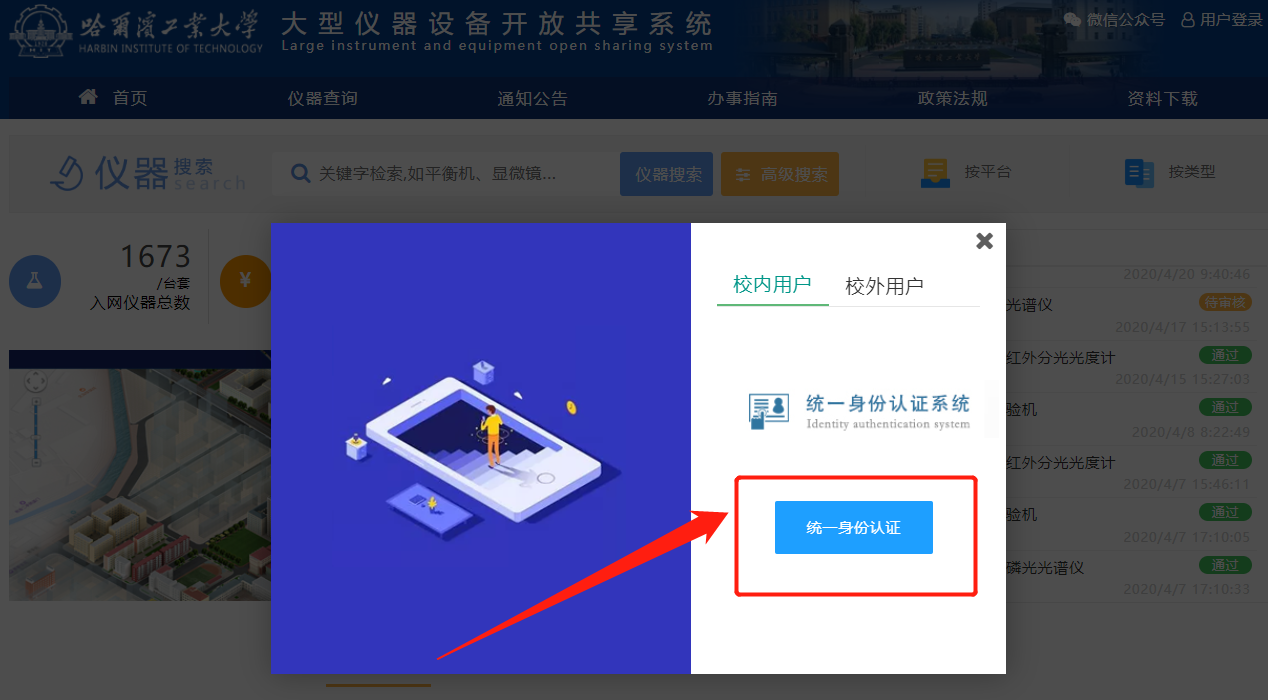 哈爾濱工業大學
HARBIN INSTITUTE OF TECHNOLOGY
大型仪器设备开放共享系统
Large instrument and equipment open sharing system
微信公众号 用户登录
首页 仪器查询 通知公告 办事指南 政策法规 资料下载
仪器搜索
search
关键字检索,如平衡机、显微镜...
仪器搜索 高级搜索 按平台 按类型
1673
/台套
入网仪器总数
¥
校内用户 校外用户
统一身份认证系统
Identity authentication system
统一身份认证
2020/4/20 9:40:46
光谱仪 待审核
2020/4/17 15:13:55
红外分光光度计 通过
2020/4/15 15:27:03
验机 通过
2020/4/8 8:22:49
红外分光光度计 通过
2020/4/7 15:46:11
验机 通过
2020/4/7 17:10:05
磷光光谱仪 通过
2020/4/7 17:10:33